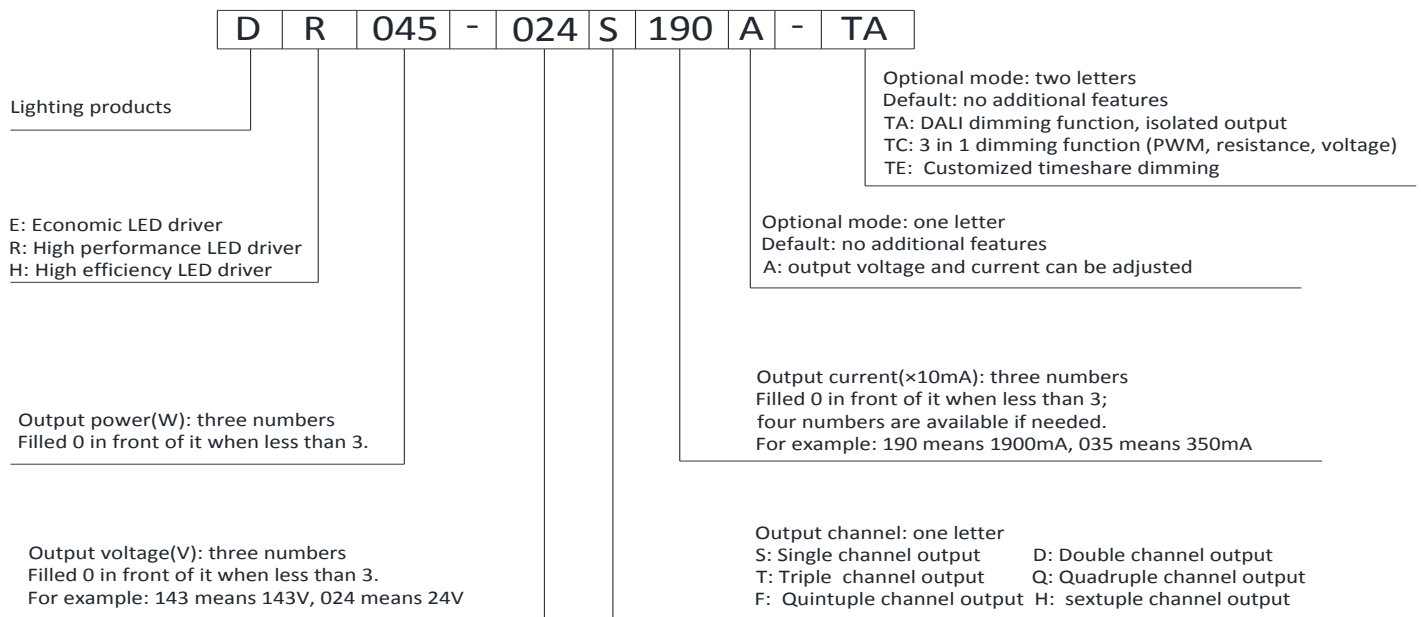 D R 045 - 024 S 190 A - TA
Optional mode: two letters
Default: no additional features
TA: DALI dimming function, isolated output
TC: 3 in 1 dimming function (PWM, resistance, voltage)
TE: Customized timeshare dimming
Lighting products
Optional mode: one letter
Default: no additional features
A: output voltage and current can be adjusted
E: Economic LED driver
R: High performance LED driver
H: High efficiency LED driver
Output current(×10mA): three numbers
Filled 0 in front of it when less than 3;
four numbers are available if needed.
For example: 190 means 1900mA, 035 means 350mA
Output power(W): three numbers
Filled 0 in front of it when less than 3.
Output channel: one letter
S: Single channel output D: Double channel output
T: Triple channel output Q: Quadruple channel output
F: Quintuple channel output H: sextuple channel output
Output voltage(V): three numbers
Filled 0 in front of it when less than 3.
For example: 143 means 143V, 024 means 24V